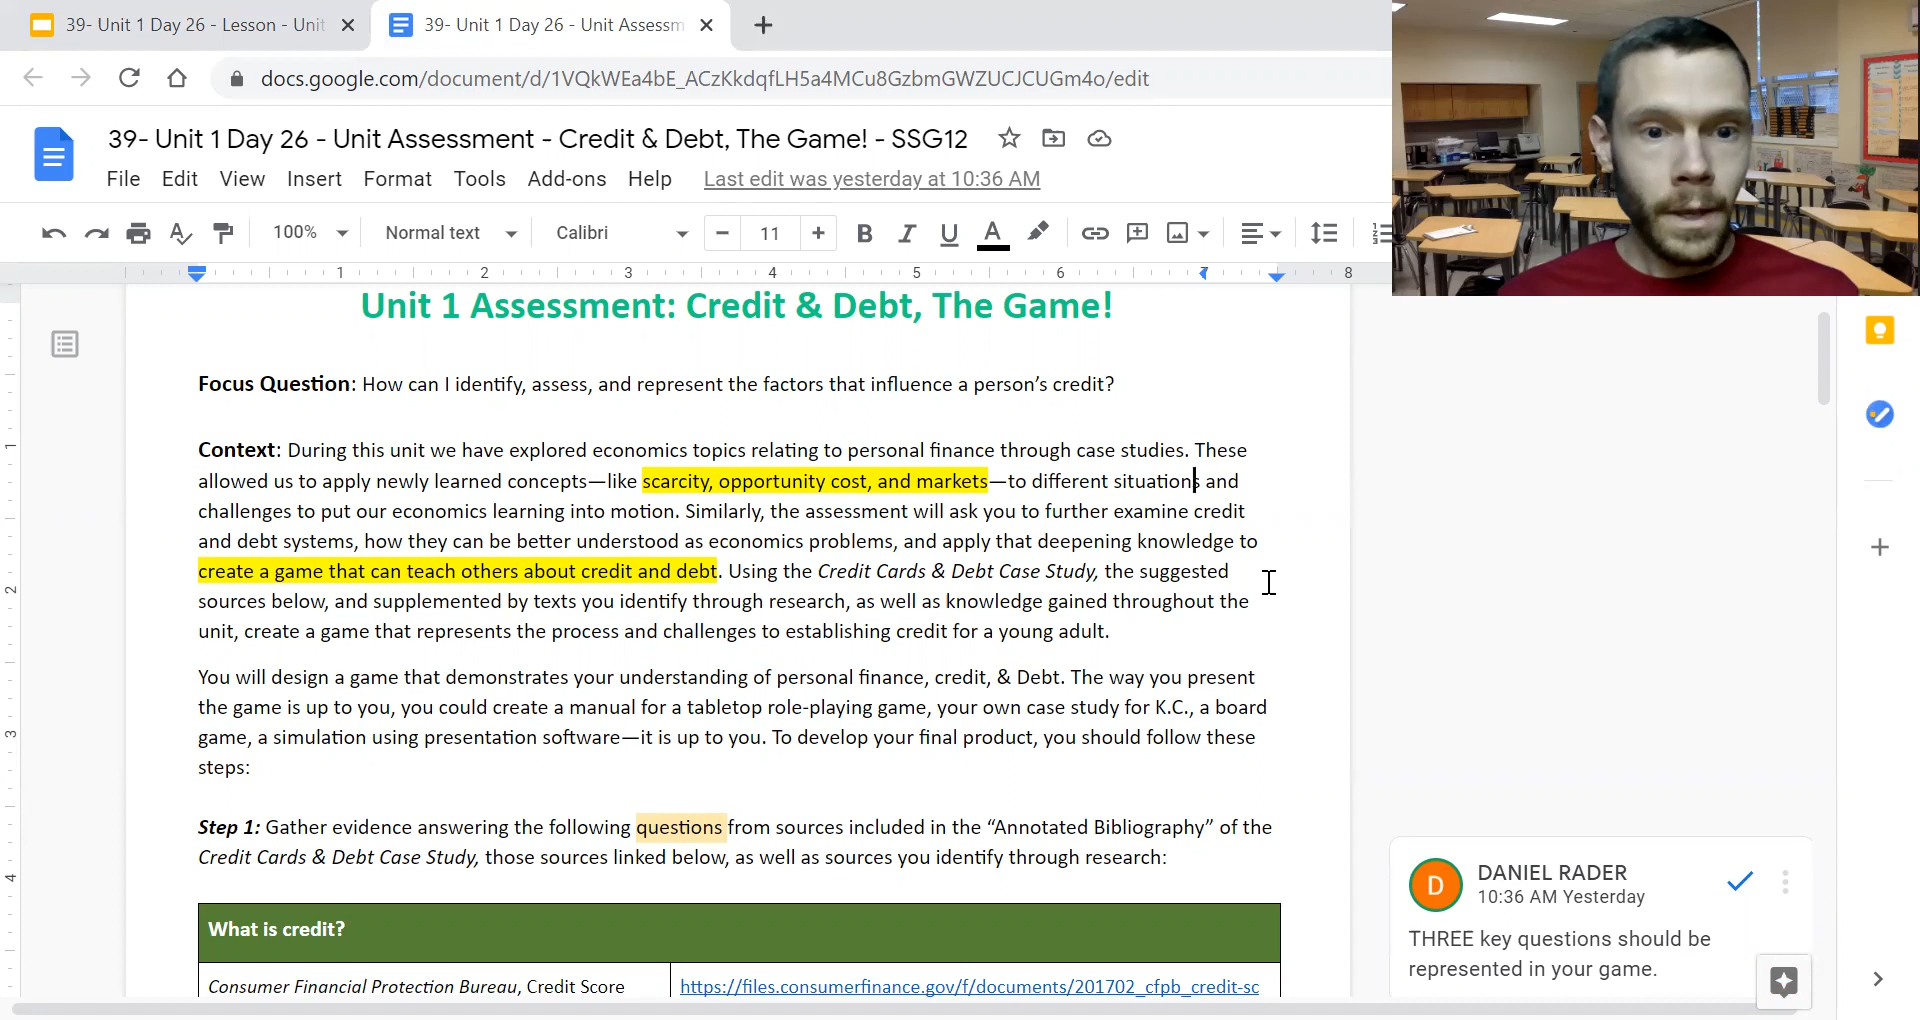 39- Unit 1 Day 26 - Lesson - Unit
39- Unit 1 Day 26 - Unit Assessm
docs.google.com/document/d/1VQkWEa4bE_ACzKkdqfLH5a4MCu8GzbmGWZUCJCUGm4o/edit
39- Unit 1 Day 26 - Unit Assessment - Credit & Debt, The Game! - SSG12
File Edit View Insert Format Tools Add-ons Help Last edit was yesterday at 10:36 AM
100% Normal text Calibri 11
1 2 3 4 5 6 7 8
Unit 1 Assessment: Credit & Debt, The Game!
Focus Question: How can I identify, assess, and represent the factors that influence a person's credit?
Context: During this unit we have explored economics topics relating to personal finance through case studies. These
allowed us to apply newly learned concepts—like scarcity, opportunity cost, and markets—to different situations and
challenges to put our economics learning into motion. Similarly, the assessment will ask you to further examine credit
and debt systems, how they can be better understood as economics problems, and apply that deepening knowledge to
create a game that can teach others about credit and debt. Using the Credit Cards & Debt Case Study, the suggested
sources below, and supplemented by texts you identify through research, as well as knowledge gained throughout the
unit, create a game that represents the process and challenges to establishing credit for a young adult.
You will design a game that demonstrates your understanding of personal finance, credit, & Debt. The way you present
the game is up to you, you could create a manual for a tabletop role-playing game, your own case study for K.C., a board
game, a simulation using presentation software—it is up to you. To develop your final product, you should follow these
steps:
Step 1: Gather evidence answering the following questions from sources included in the “Annotated Bibliography” of the
Credit Cards & Debt Case Study, those sources linked below, as well as sources you identify through research:
What is credit?
Consumer Financial Protection Bureau, Credit Score
https://files.consumerfinance.gov/f/documents/201702_cfpb_credit-sc
1
2
3
4
D
DANIEL RADER
10:36 AM Yesterday
THREE key questions should be
represented in your game.